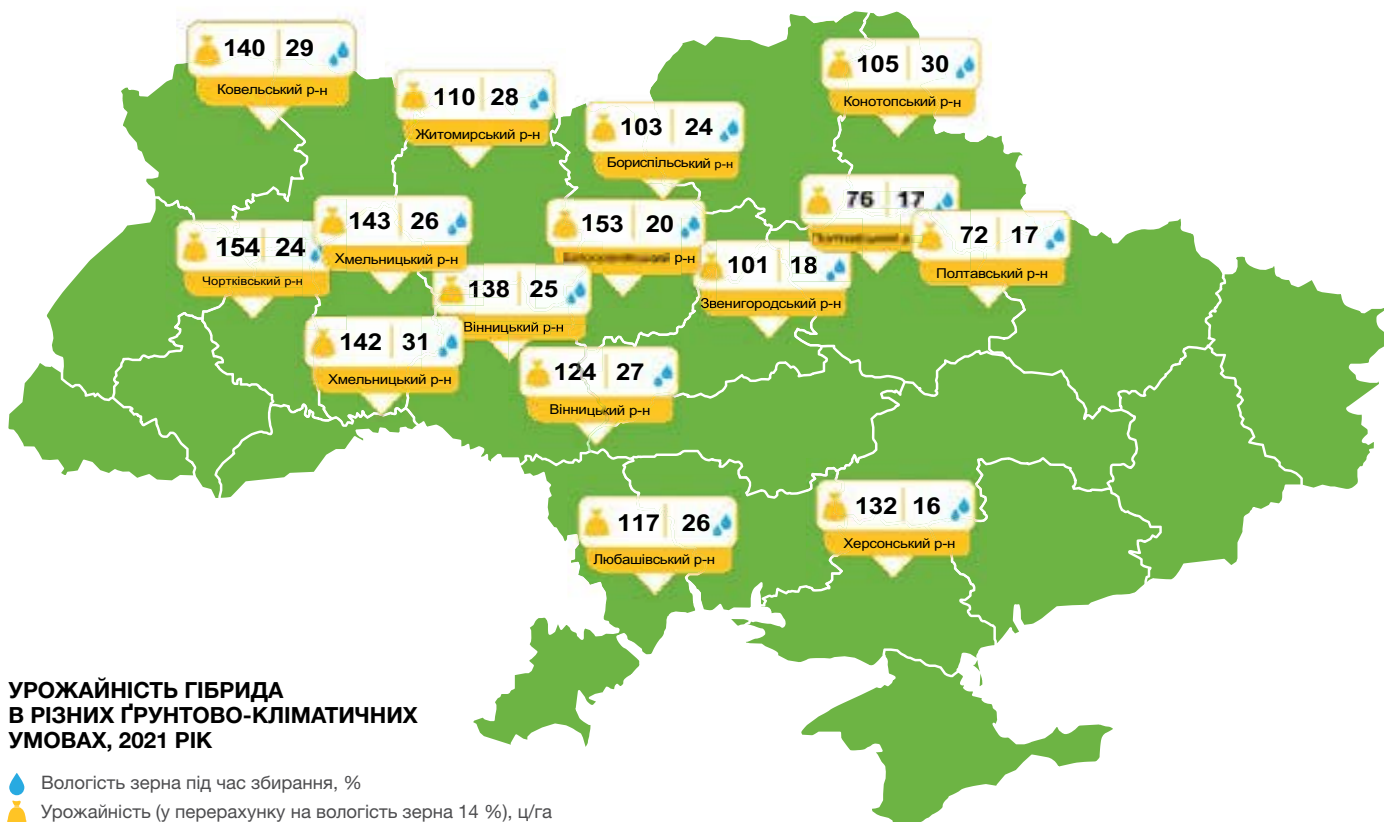 140 29
Ковельський р-н
110 28
Житомирський р-н
103 24
Бориспільський р-н
105 30
Конотопський р-н
154 24
Чортківський р-н
143 26
Хмельницький р-н
153 20
р-н
76 17
72 17
Полтавський р-н
101 18
Звенигородський р-н
138 25
Вінницький р-н
142 31
Хмельницький р-н
124 27
Вінницький р-н
117 26
Любашівський р-н
132 16
Херсонський р-н
УРОЖАЙНІСТЬ ГІБРИДА
В РІЗНИХ ҐРУНТОВО-КЛІМАТИЧНИХ
УМОВАХ, 2021 РІК
Вологість зерна під час збирання, %
Урожайність (у перерахунку на вологість зерна 14 %), ц/га